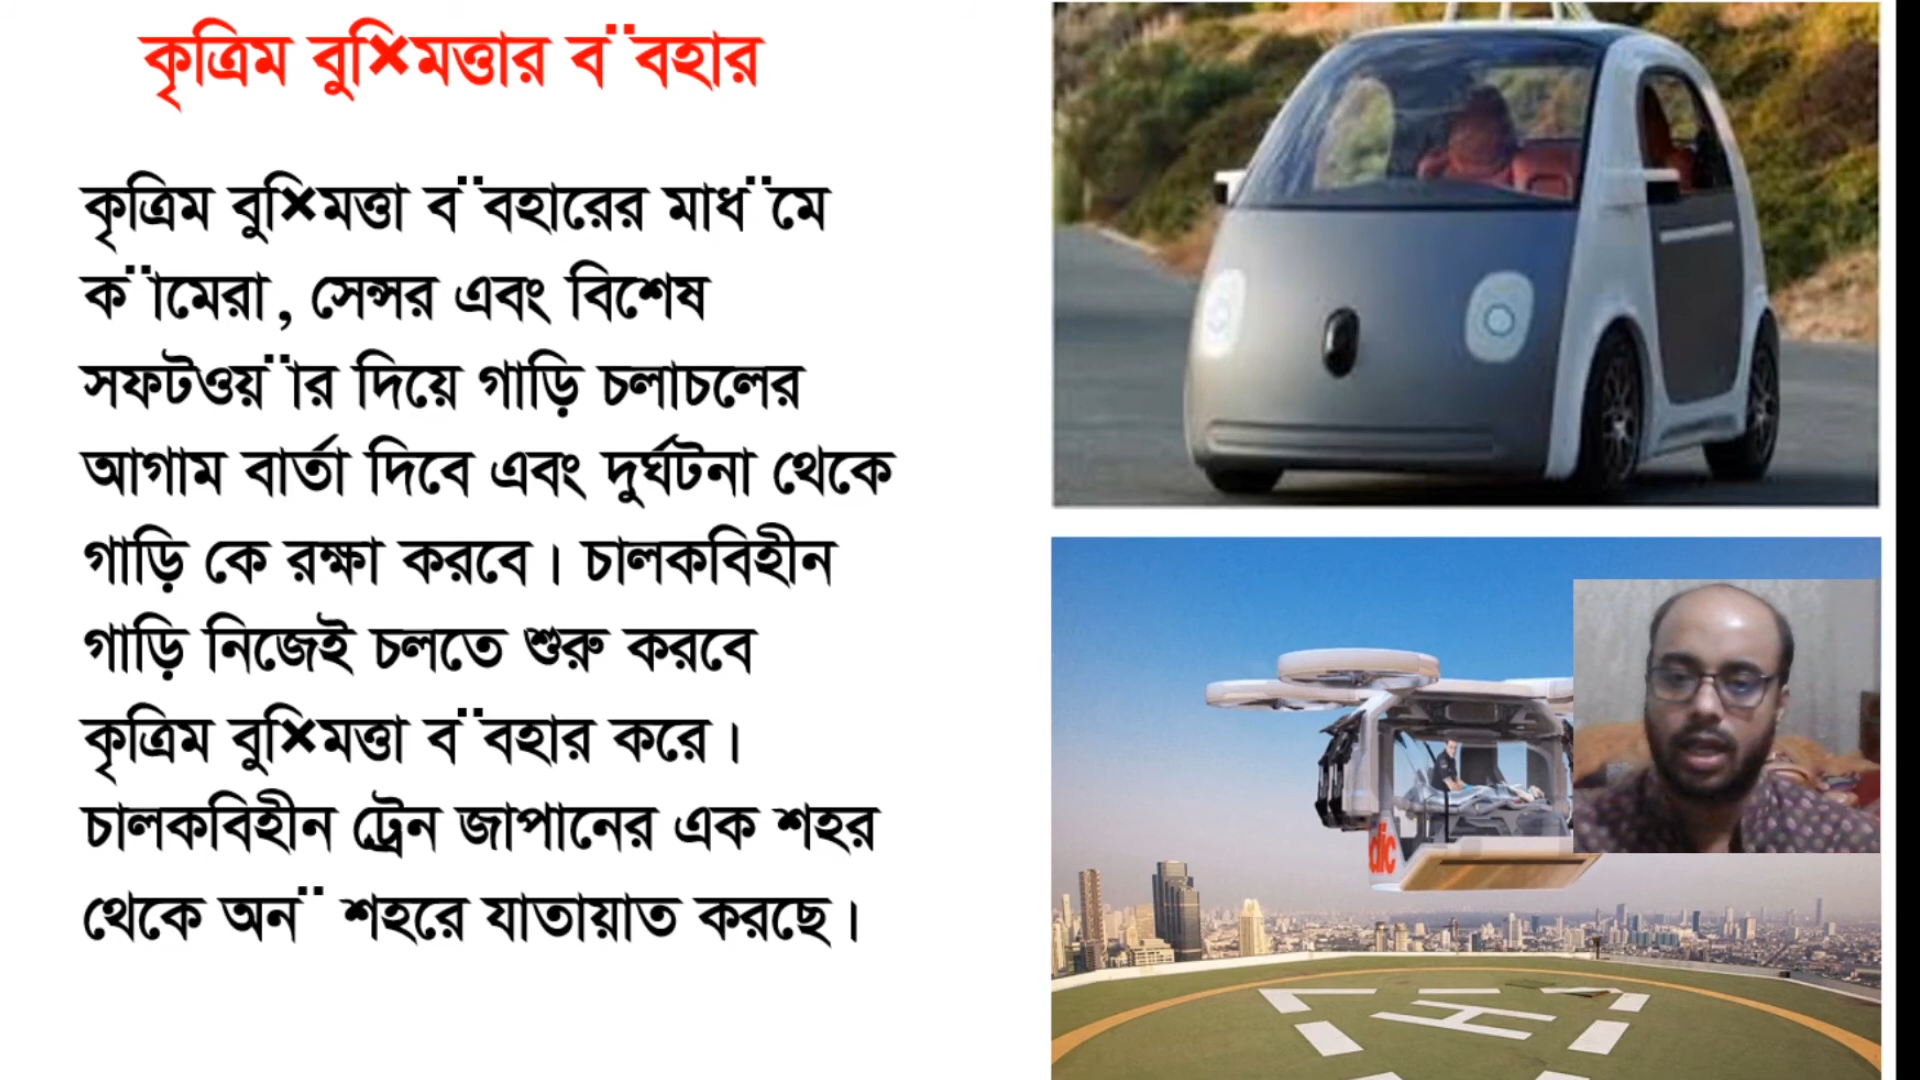 কৃত্রিম বুদ্ধিমত্তার ব্যবহার
কৃত্রিম বুদ্ধিমত্তা ব্যবহারের মাধ্যমে
ক্যামেরা, সেন্সর এবং বিশেষ
সফটওয়্যার দিয়ে গাড়ি চলাচলের
আগাম বার্তা দিবে এবং দুর্ঘটনা থেকে
গাড়ি কে রক্ষা করবে। চালকবিহীন
গাড়ি নিজেই চলতে শুরু করবে
কৃত্রিম বুদ্ধিমত্তা ব্যবহার করে।
চালকবিহীন ট্রেন জাপানের এক শহর
থেকে অন্য শহরে যাতায়াত করছে।
dic
H